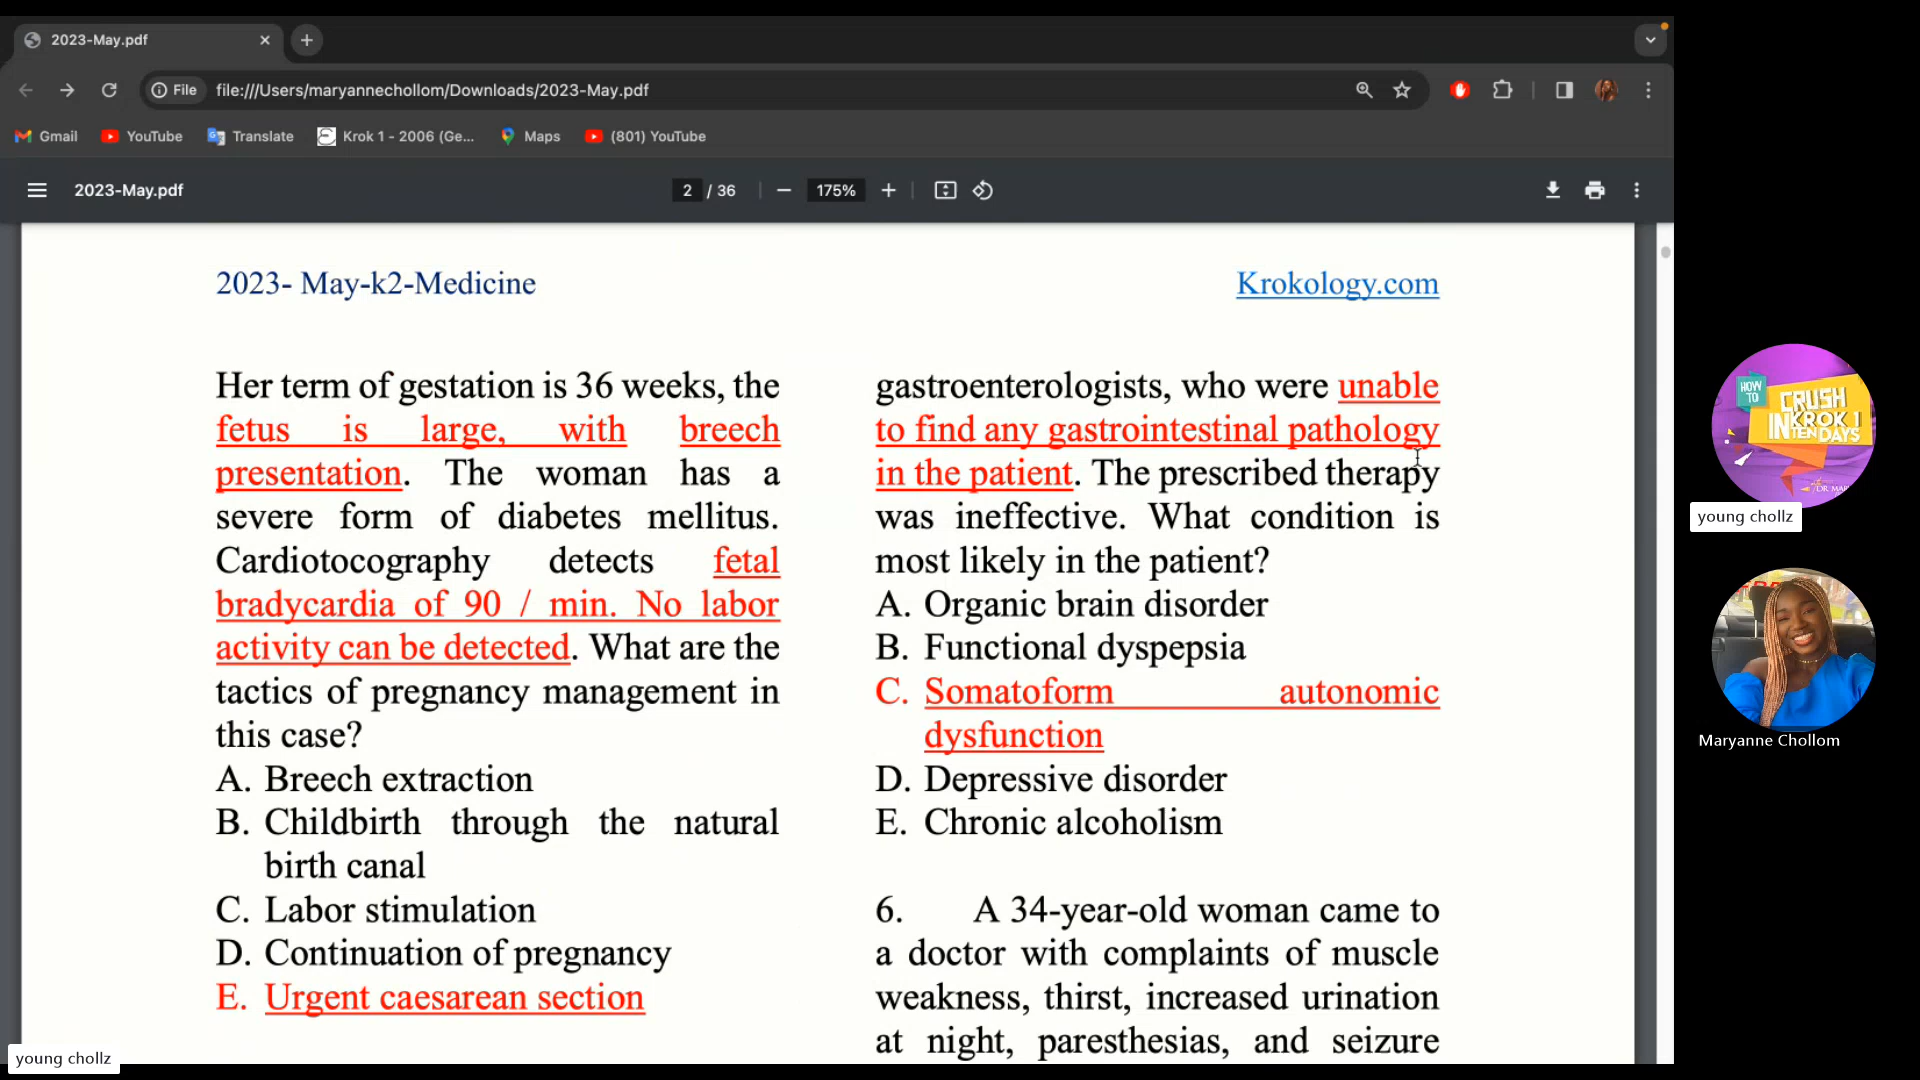 2023-May.pdf
File
file:///Users/maryannechollom/Downloads/2023-May.pdf
Gmail
YouTube
Translate
Krok 1 - 2006 (Ge...
Maps
(801) YouTube
2023-May.pdf
2 / 36
175%
2023- May-k2-Medicine
Krokology.com
Her term of gestation is 36 weeks, the
fetus is large, with breech
presentation. The woman has a
severe form of diabetes mellitus.
Cardiotocography detects fetal
bradycardia of 90 / min. No labor
activity can be detected. What are the
tactics of pregnancy management in
this case?
A. Breech extraction
B. Childbirth through the natural
birth canal
C. Labor stimulation
D. Continuation of pregnancy
E. Urgent caesarean section
gastroenterologists, who were unable
to find any gastrointestinal pathology
in the patient. The prescribed therapy
was ineffective. What condition is
most likely in the patient?
A. Organic brain disorder
B. Functional dyspepsia
C. Somatoform autonomic
dysfunction
D. Depressive disorder
E. Chronic alcoholism
6. A 34-year-old woman came to
a doctor with complaints of muscle
weakness, thirst, increased urination
at night, paresthesias, and seizure
HOW
TO
CRUSH
KROK 1
IN
TEN DAYS
young chollz
Maryanne Chollom
young chollz